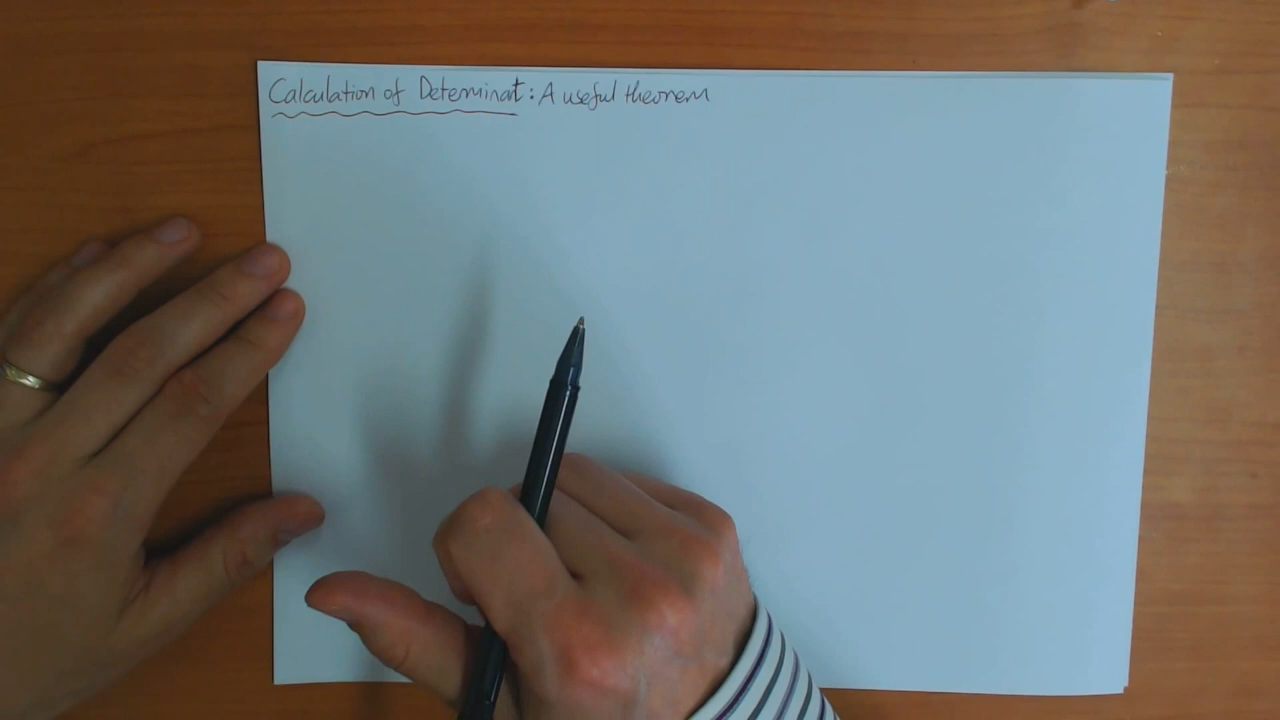 Calculation of Determinat: A useful theorem